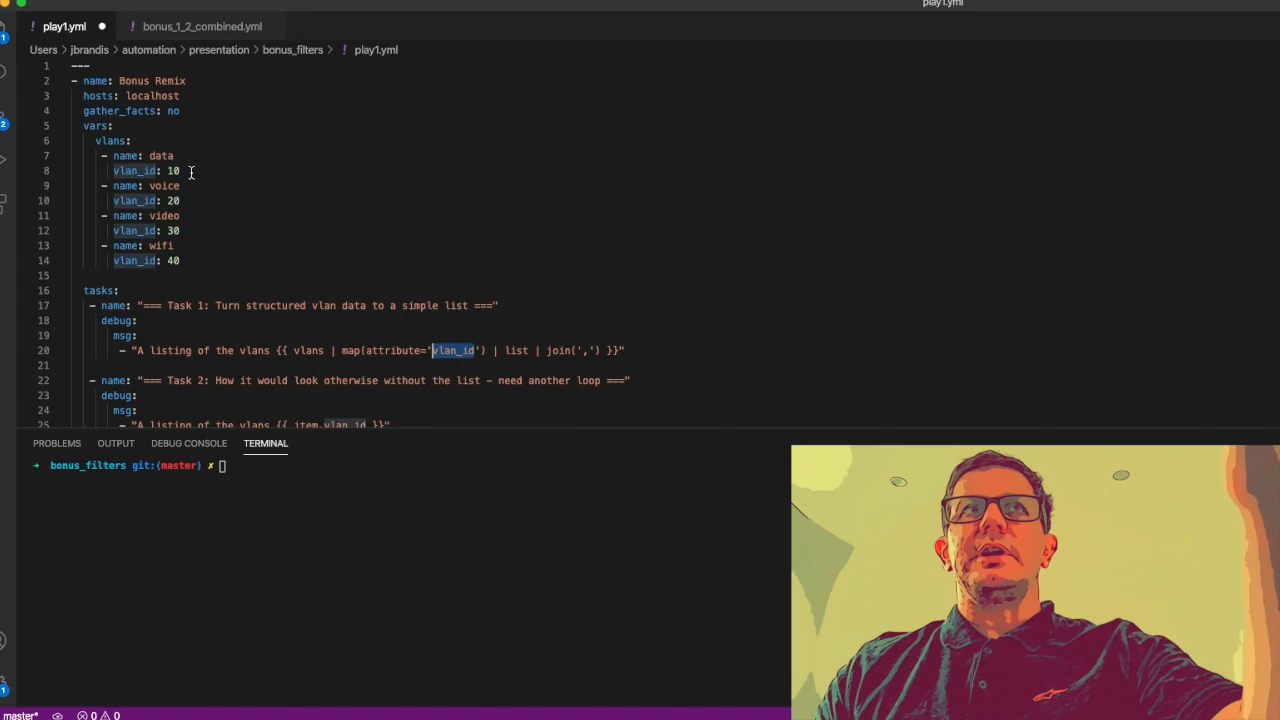 play1.yml
! play1.yml ●
! bonus_1_2_combined.yml
Users > jbrandis > automation > presentation > bonus_filters > ! play1.yml
1 ---
2 - name: Bonus Remix
3 hosts: localhost
4 gather_facts: no
5 vars:
6 vlans:
7 - name: data
8 vlan_id: 10
9 - name: voice
10 vlan_id: 20
11 - name: video
12 vlan_id: 30
13 - name: wifi
14 vlan_id: 40
15
16 tasks:
17 - name: "=== Task 1: Turn structured vlan data to a simple list ==="
18 debug:
19 msg:
20 - "A listing of the vlans {{ vlans | map(attribute='vlan_id') | list | join(',') }}"
21
22 - name: "=== Task 2: How it would look otherwise without the list - need another loop ==="
23 debug:
24 msg:
25 - "A listing of the vlans {{ item.vlan_id }}"
PROBLEMS OUTPUT DEBUG CONSOLE TERMINAL
→ bonus_filters git:(master) ✗
1
2
1
master* 0 0